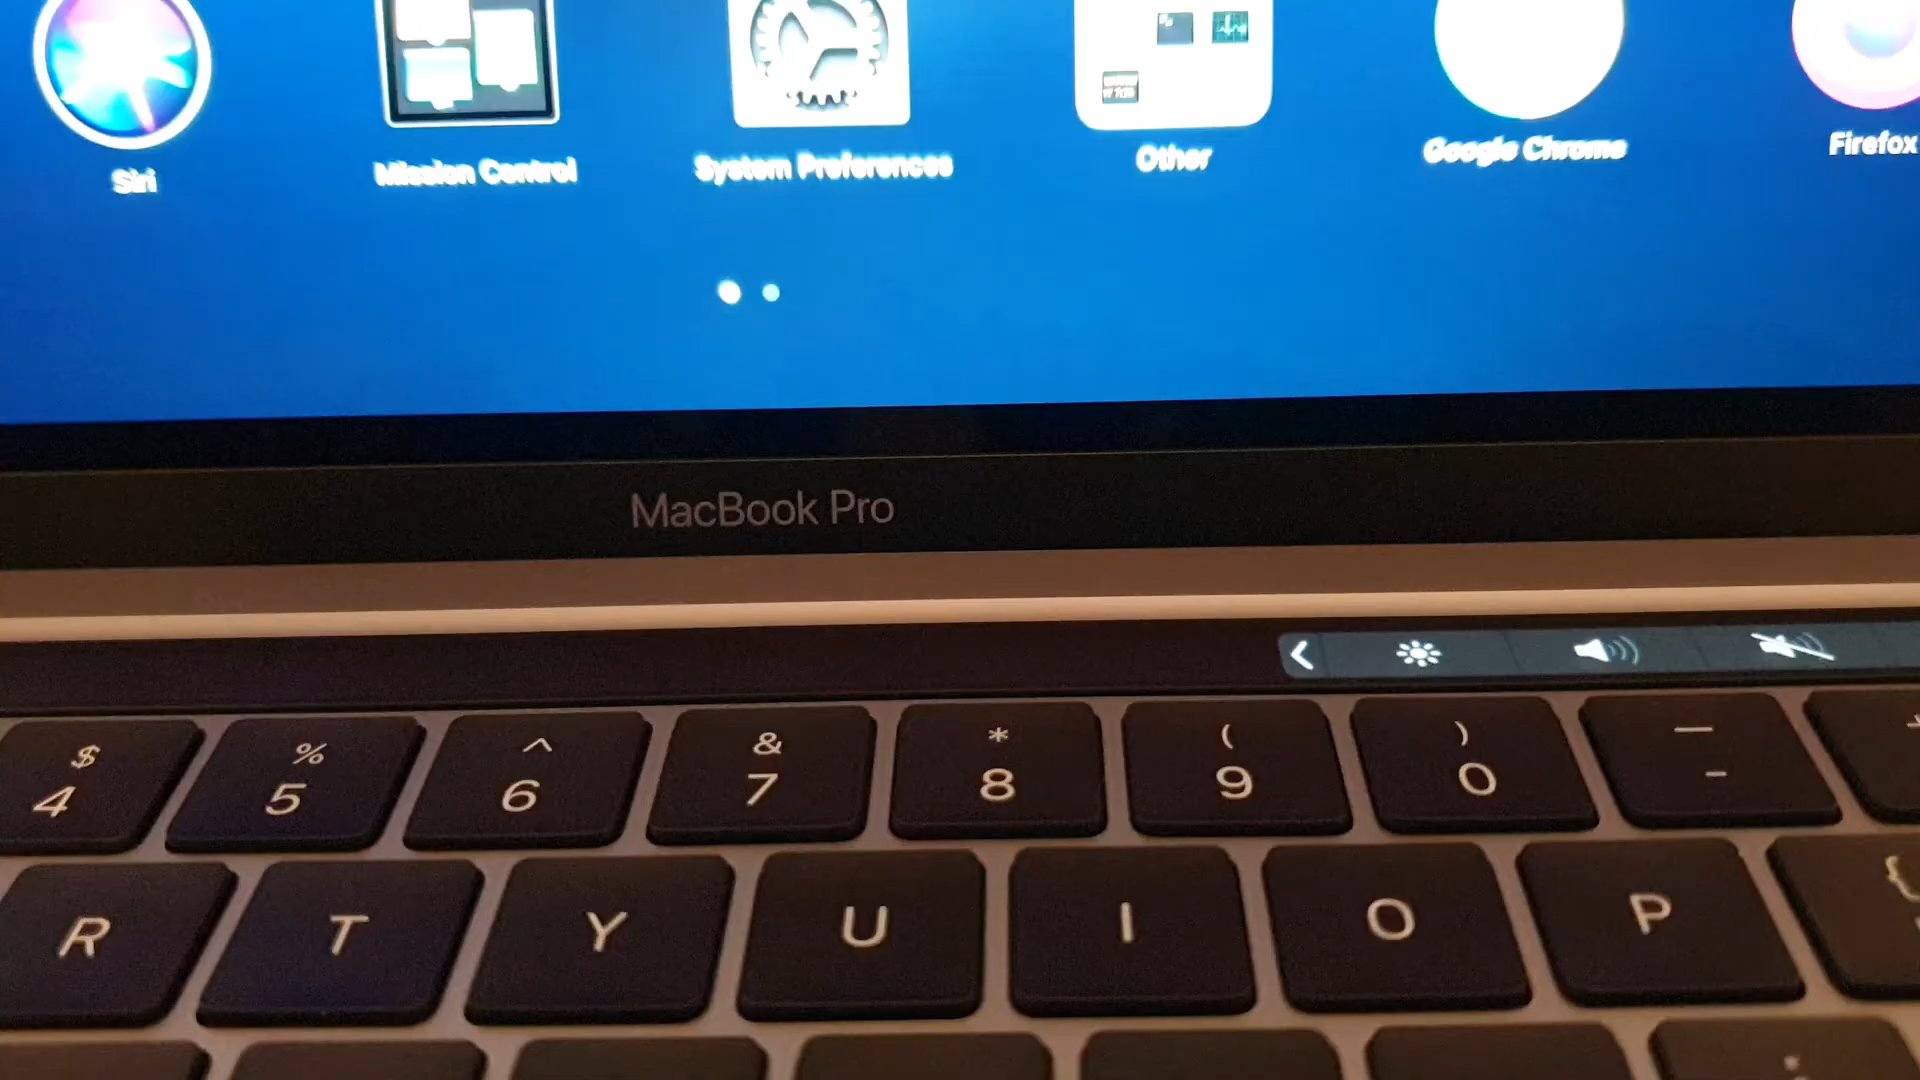 Siri
Mission Control
System Preferences
Other
Google Chrome
Firefox
MacBook Pro
$ % ^ & * ( ) —
4 5 6 7 8 9 0 -
R T Y U I O P {